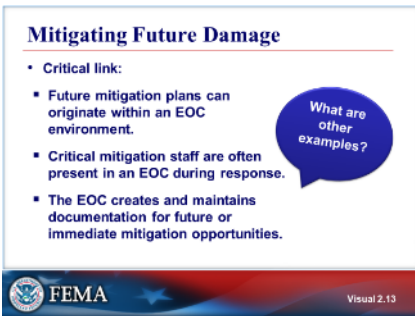 Mitigating Future Damage
• Critical link:
▪ Future mitigation plans can
originate within an EOC
environment.
▪ Critical mitigation staff are often
present in an EOC during response.
▪ The EOC creates and maintains
documentation for future or
immediate mitigation opportunities.
What are
other
examples?
FEMA
Visual 2.13